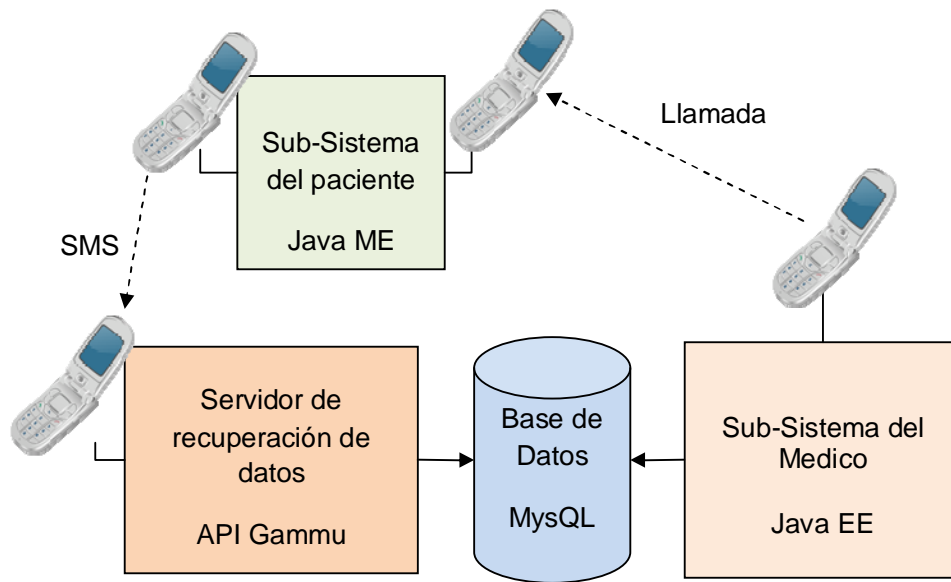 Llamada
Sub-Sistema
del paciente
Java ME
SMS
Servidor de
recuperación de
datos
API Gammu
Base de
Datos
MysQL
Sub-Sistema del
Medico
Java EE